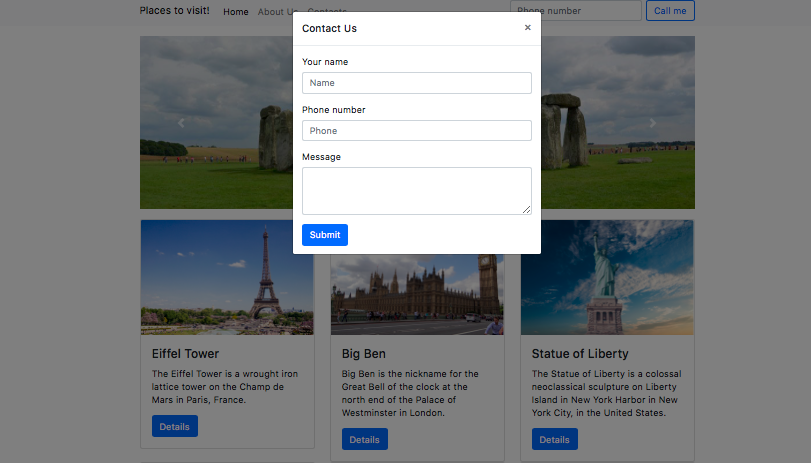 Places to visit! Home About Us Contacts Phone number Call me
Contact Us ×
Your name
Name
Phone number
Phone
Message
Submit
Eiffel Tower
The Eiffel Tower is a wrought iron
lattice tower on the Champ de
Mars in Paris, France.
Details
Big Ben
Big Ben is the nickname for the
Great Bell of the clock at the
north end of the Palace of
Westminster in London.
Details
Statue of Liberty
The Statue of Liberty is a colossal
neoclassical sculpture on Liberty
Island in New York Harbor in New
York City, in the United States.
Details